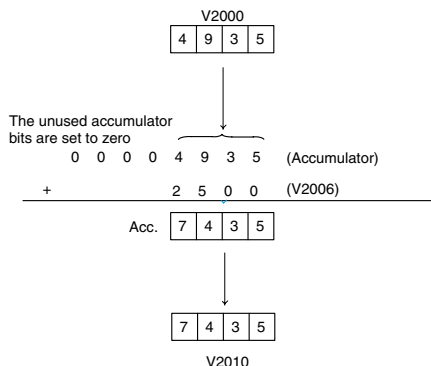 V2000
4 9 3 5
The unused accumulator
bits are set to zero
0 0 0 0 4 9 3 5 (Accumulator)
+ 2 5 0 0 (V2006)
Acc. 7 4 3 5
7 4 3 5
V2010